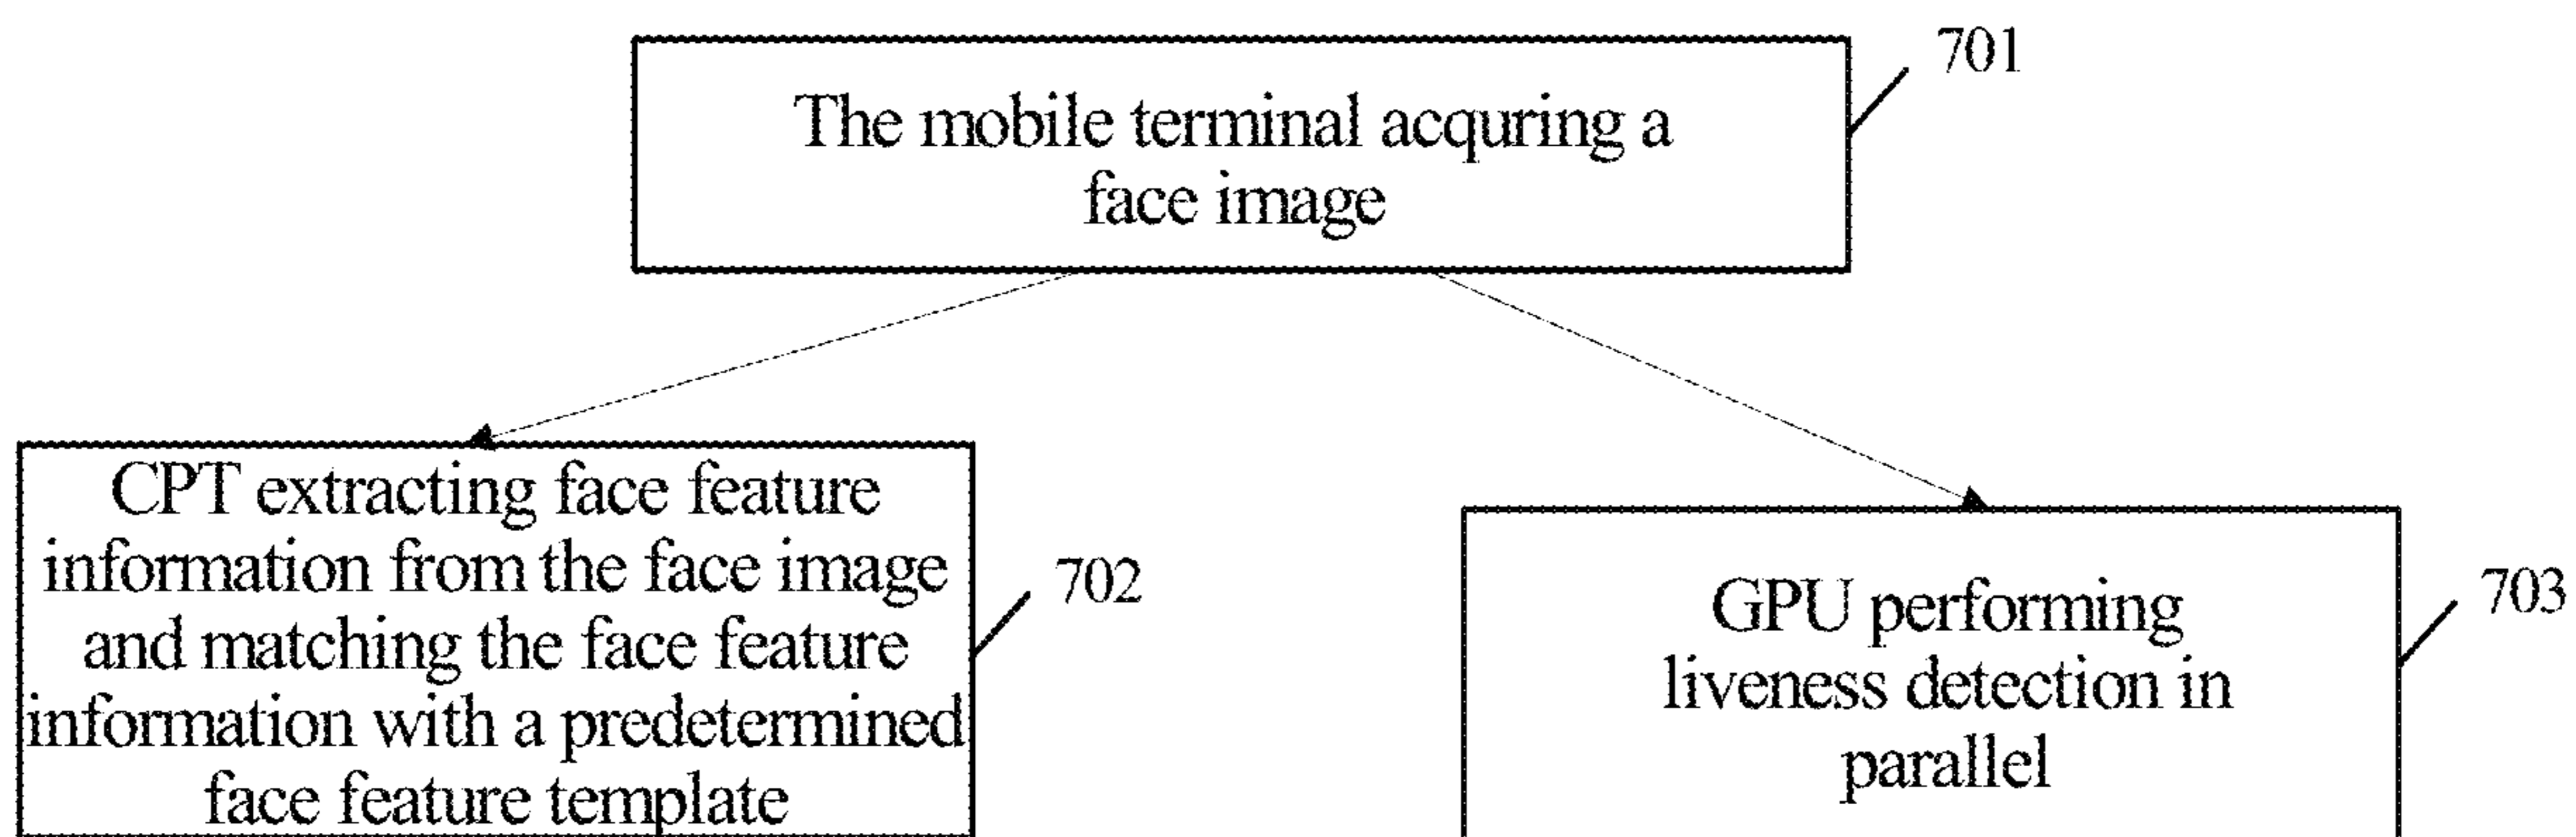 701
The mobile terminal acquring a
face image
CPT extracting face feature
information from the face image
and matching the face feature
information with a predetermined
face feature template
702
GPU performing
liveness detection in
parallel
703